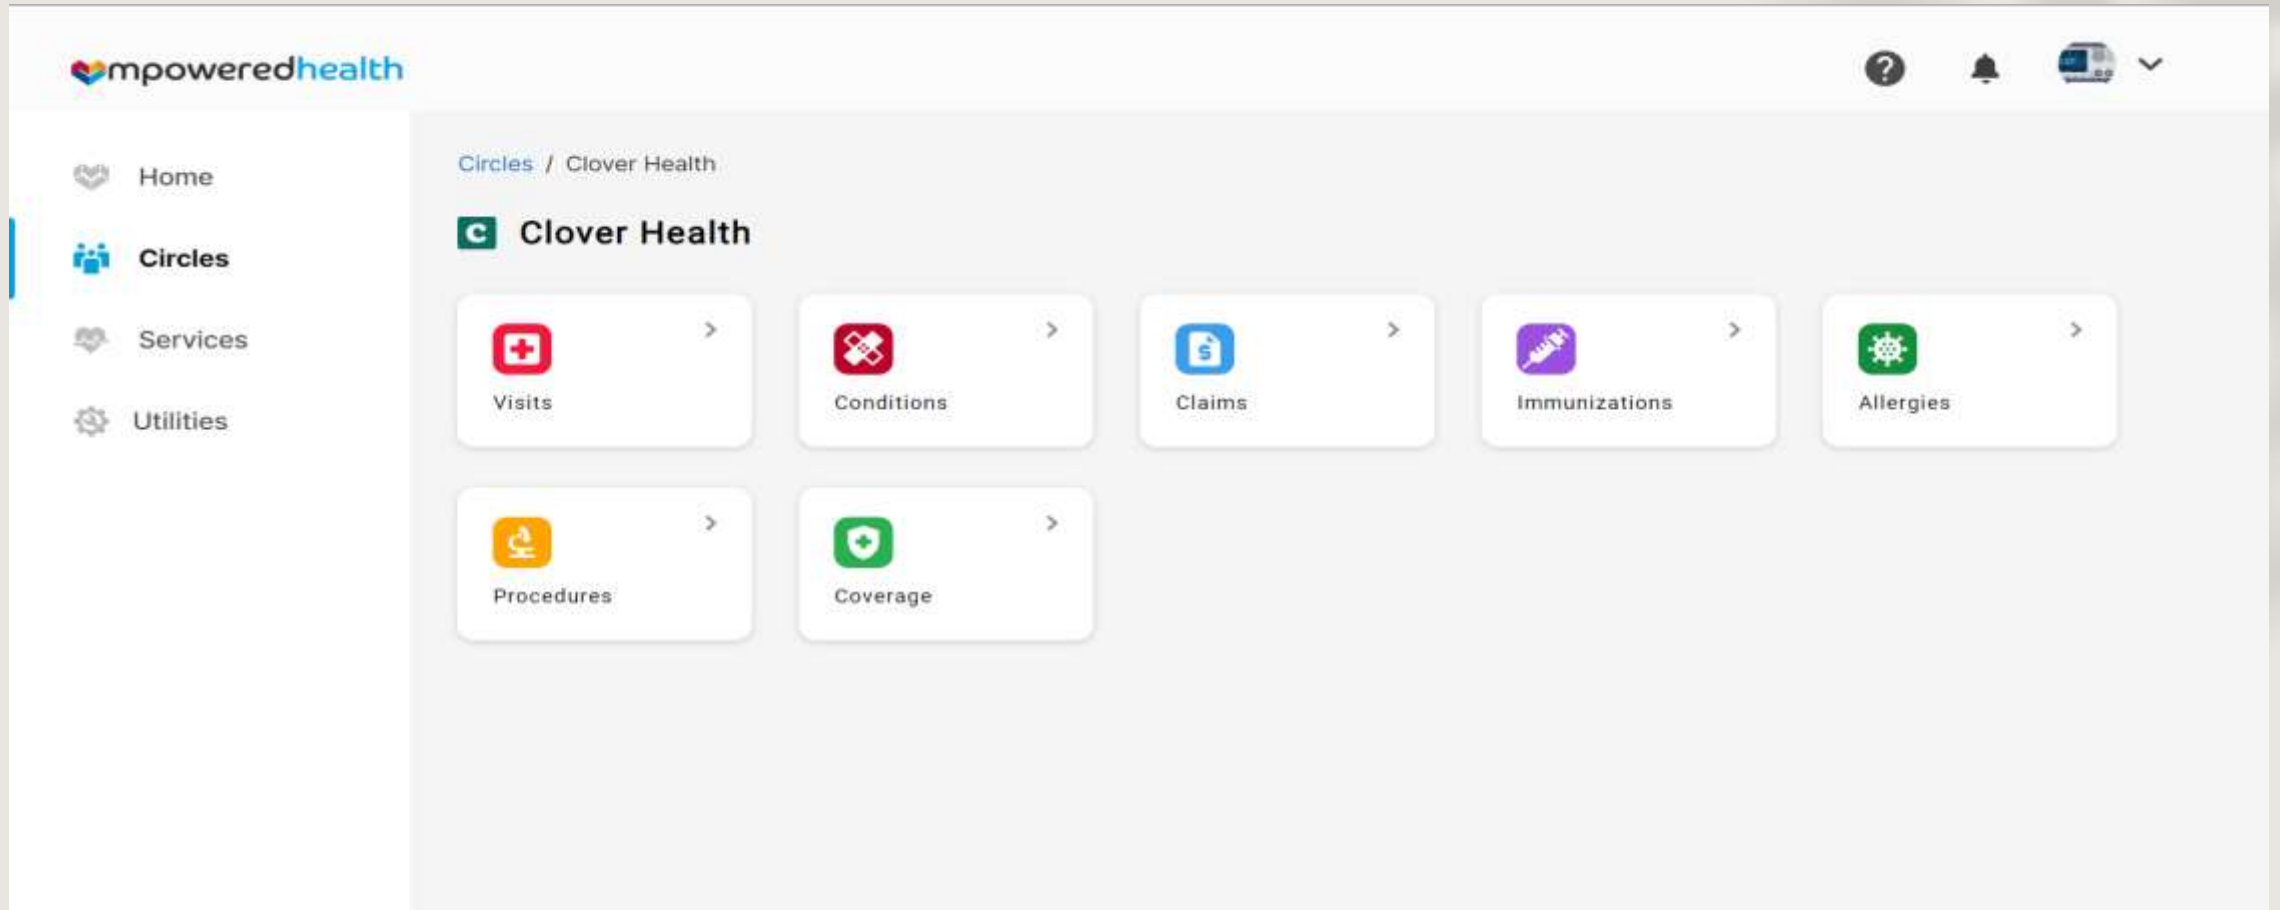 mpoweredhealth
Home
Circles
Services
Utilities
Circles / Clover Health
C Clover Health
Visits
Conditions
Claims
Immunizations
Allergies
Procedures
Coverage